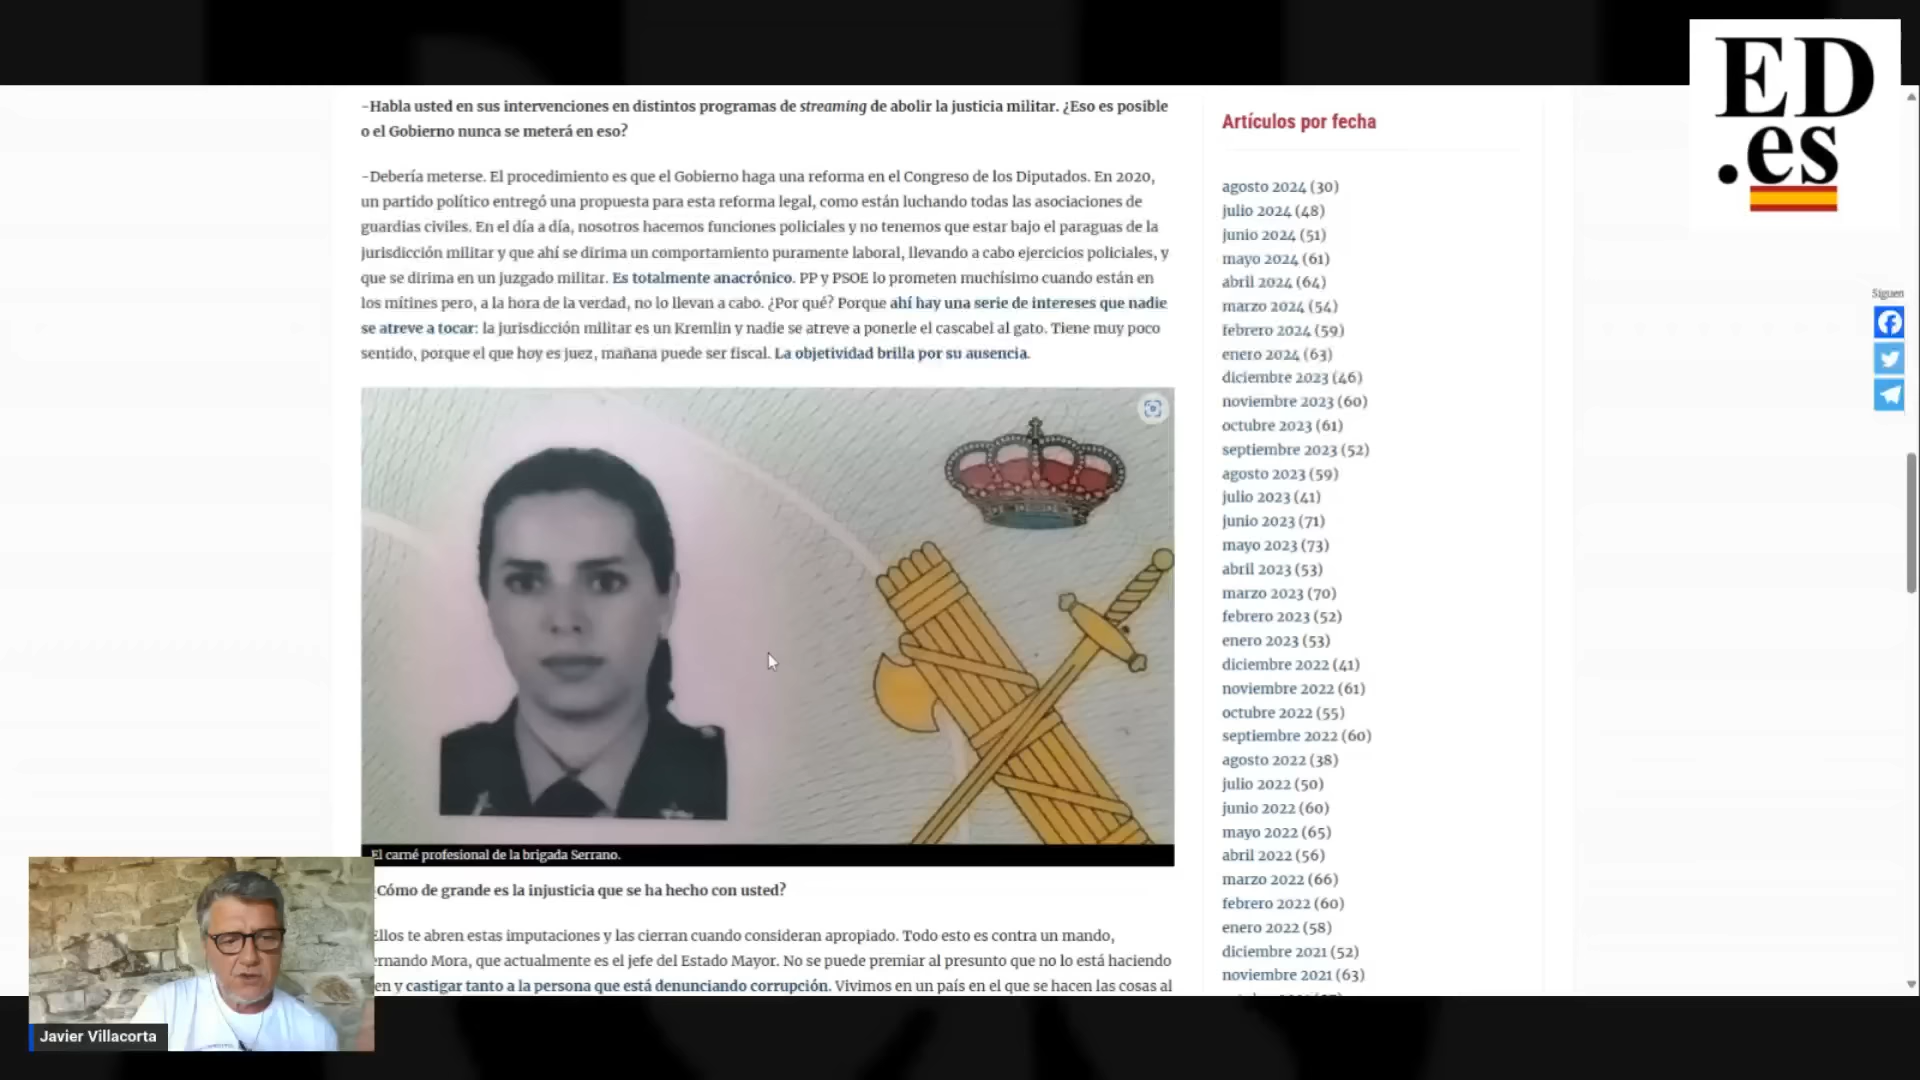 -Habla usted en sus intervenciones en distintos programas de streaming de abolir la justicia militar. ¿Eso es posible
o el Gobierno nunca se meterá en eso?
-Debería meterse. El procedimiento es que el Gobierno haga una reforma en el Congreso de los Diputados. En 2020,
un partido político entregó una propuesta para esta reforma legal, como están luchando todas las asociaciones de
guardias civiles. En el día a día, nosotros hacemos funciones policiales y no tenemos que estar bajo el paraguas de la
jurisdicción militar y que ahí se dirima un comportamiento puramente laboral, llevando a cabo ejercicios policiales, y
que se dirima en un juzgado militar. Es totalmente anacrónico. PP y PSOE lo prometen muchísimo cuando están en
los mítines pero, a la hora de la verdad, no lo llevan a cabo. ¿Por qué? Porque ahí hay una serie de intereses que nadie
se atreve a tocar: la jurisdicción militar es un Kremlin y nadie se atreve a ponerle el cascabel al gato. Tiene muy poco
sentido, porque el que hoy es juez, mañana puede ser fiscal. La objetividad brilla por su ausencia.
El carné profesional de la brigada Serrano.
¿Cómo de grande es la injusticia que se ha hecho con usted?
Ellos te abren estas imputaciones y las cierran cuando consideran apropiado. Todo esto es contra un mando,
ernando Mora, que actualmente es el jefe del Estado Mayor. No se puede premiar al presunto que no lo está haciendo
en y castigar tanto a la persona que está denunciando corrupción. Vivimos en un país en el que se hacen las cosas al
Javier Villacorta
Artículos por fecha
agosto 2024 (30)
julio 2024 (48)
junio 2024 (51)
mayo 2024 (61)
abril 2024 (64)
marzo 2024 (54)
febrero 2024 (59)
enero 2024 (63)
diciembre 2023 (46)
noviembre 2023 (60)
octubre 2023 (61)
septiembre 2023 (52)
agosto 2023 (59)
julio 2023 (41)
junio 2023 (71)
mayo 2023 (73)
abril 2023 (53)
marzo 2023 (70)
febrero 2023 (52)
enero 2023 (53)
diciembre 2022 (41)
noviembre 2022 (61)
octubre 2022 (55)
septiembre 2022 (60)
agosto 2022 (38)
julio 2022 (50)
junio 2022 (60)
mayo 2022 (65)
abril 2022 (56)
marzo 2022 (66)
febrero 2022 (60)
enero 2022 (58)
diciembre 2021 (52)
noviembre 2021 (63)
ED
.es
Síguen